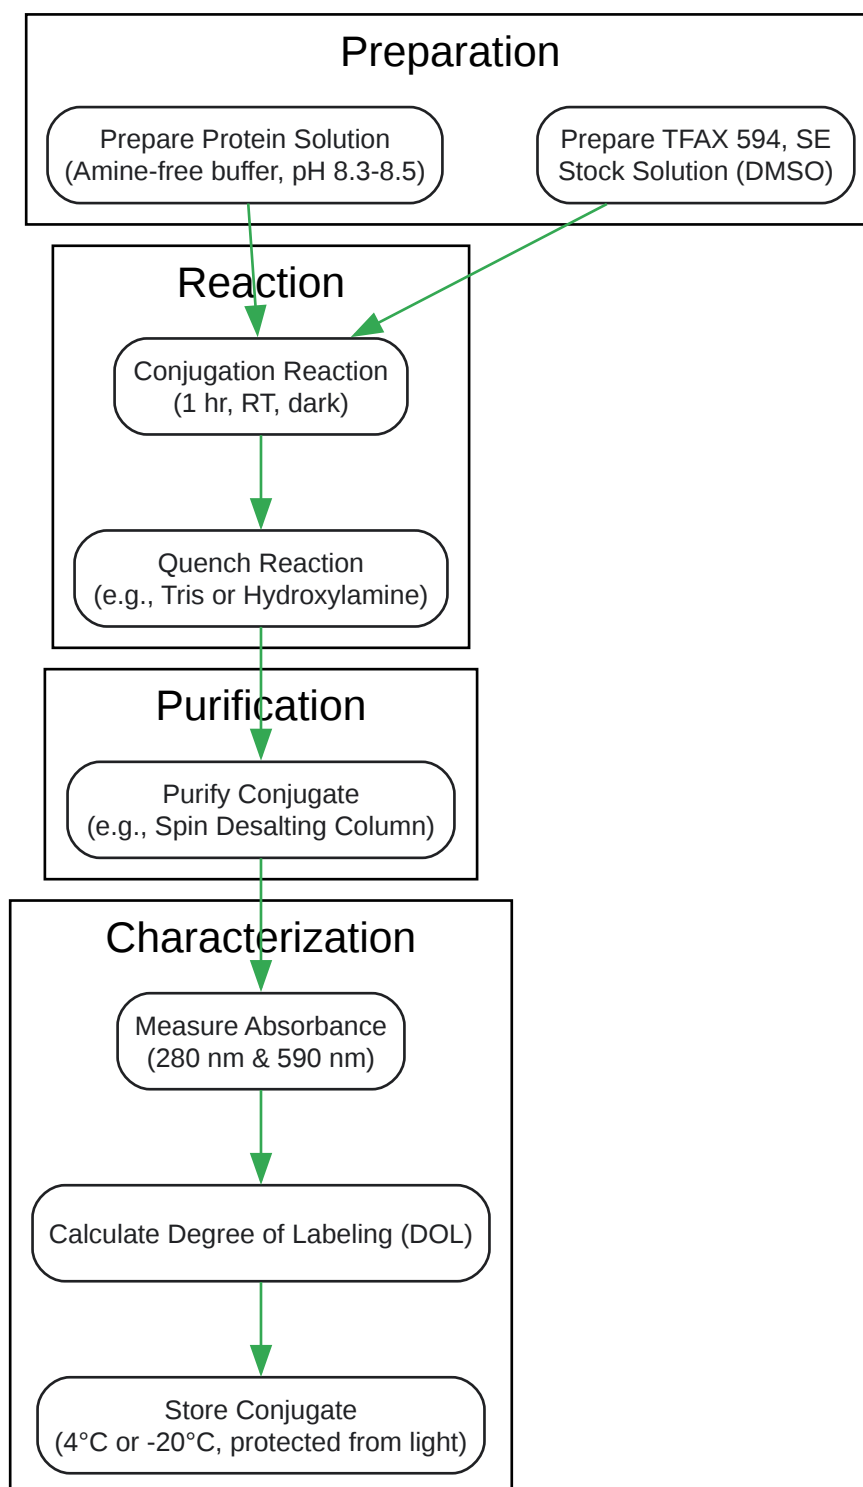 Preparation
Prepare Protein Solution
(Amine-free buffer, pH 8.3-8.5)
Prepare TFAX 594, SE
Stock Solution (DMSO)
Reaction
Conjugation Reaction
(1 hr, RT, dark)
Quench Reaction
(e.g., Tris or Hydroxylamine)
Purification
Purify Conjugate
(e.g., Spin Desalting Column)
Characterization
Measure Absorbance
(280 nm & 590 nm)
Calculate Degree of Labeling (DOL)
Store Conjugate
(4°C or -20°C, protected from light)